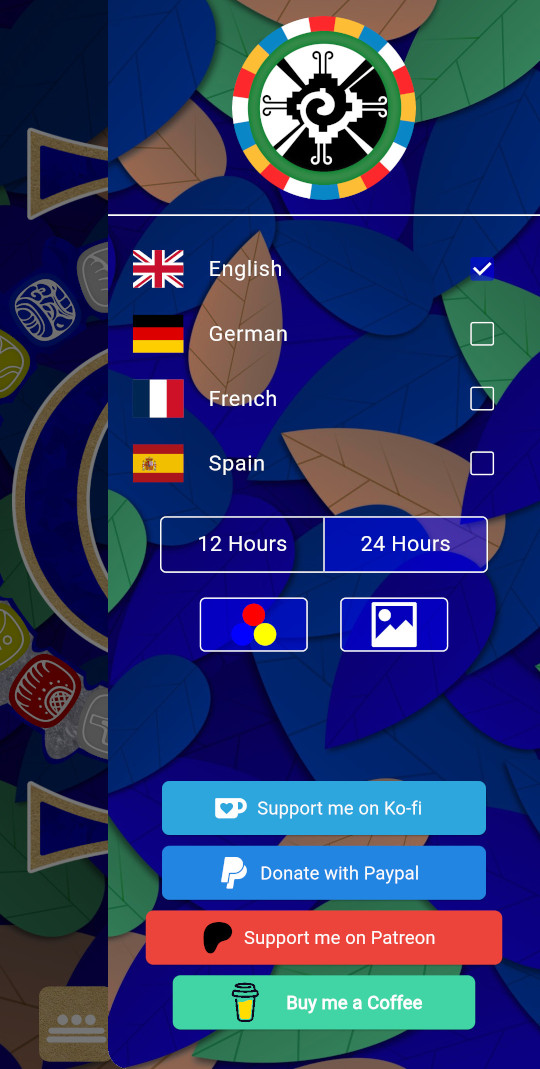 English
German
French
Spain
12 Hours
24 Hours
Support me on Ko-fi
Donate with Paypal
Support me on Patreon
Buy me a Coffee